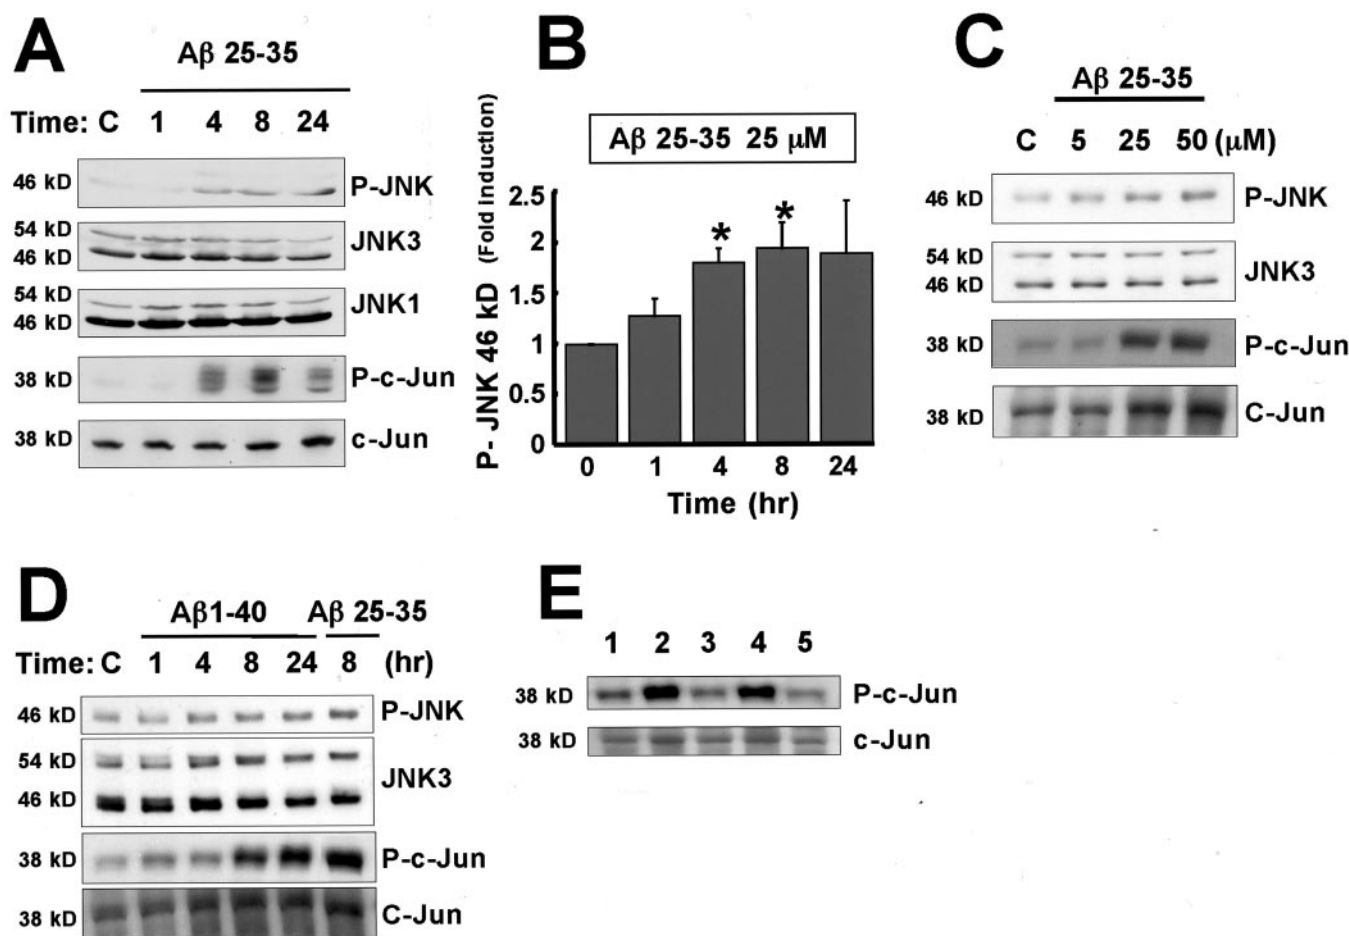 A
Aβ 25-35
Time: C 1 4 8 24
46 kD P-JNK
54 kD
46 kD
JNK3
54 kD
46 kD
JNK1
38 kD P-c-Jun
38 kD c-Jun
B
Aβ 25-35 25 μM
P- JNK 46 kD (Fold Induction)
2.5
2
1.5
1
0.5
0
0 1 4 8 24
* *
Time (hr)
C
Aβ 25-35
C 5 25 50 (μM)
46 kD P-JNK
54 kD
46 kD
JNK3
38 kD P-c-Jun
38 kD C-Jun
D
Aβ1-40 Aβ 25-35
Time: C 1 4 8 24 8 (hr)
46 kD P-JNK
54 kD
JNK3
46 kD
38 kD P-c-Jun
38 kD C-Jun
E
1 2 3 4 5
38 kD P-c-Jun
38 kD c-Jun